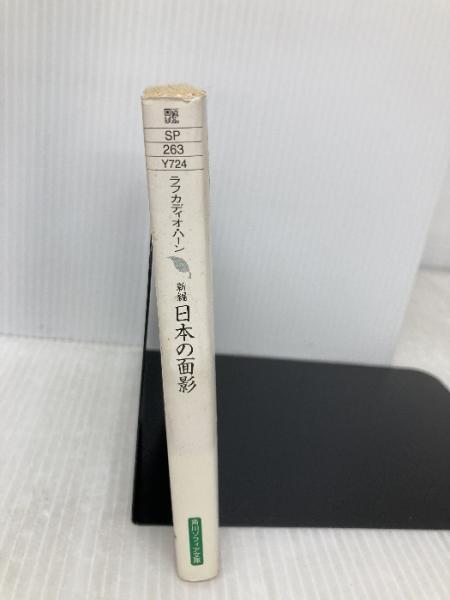 SP
263
Y724
ラフカディオ・ハーン
新編
日本の面影
角川ソフィア文庫